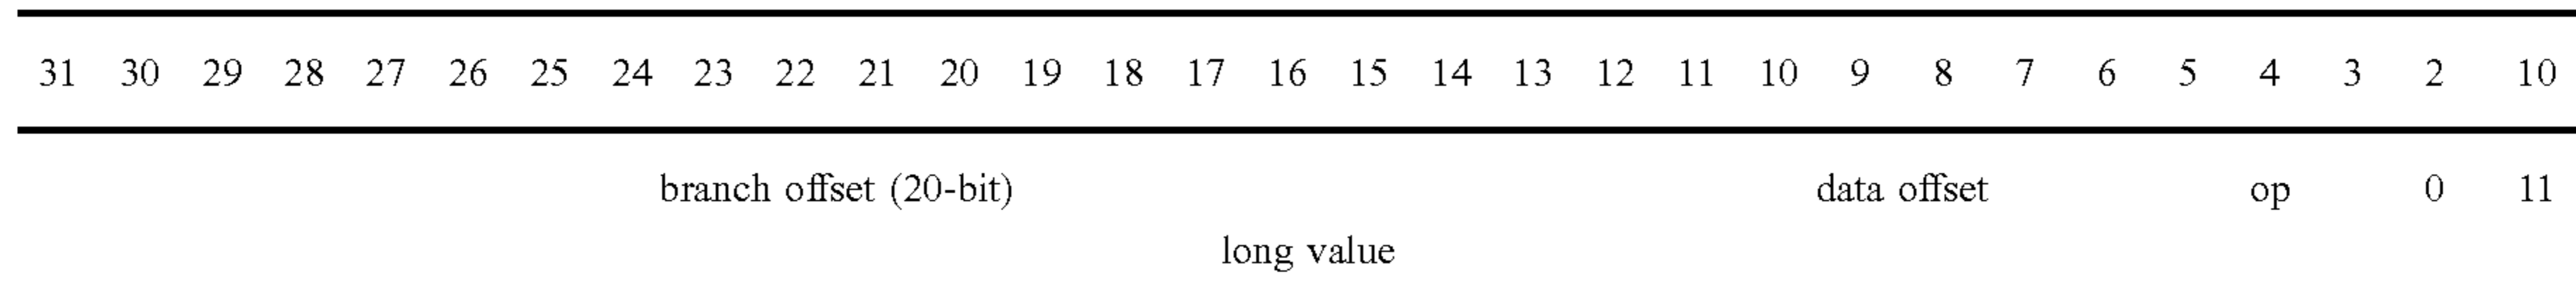 31 30 29 28 27 26 25 24 23 22 21 20 19 18 17 16 15 14 13 12 11 10 9 8 7 6 5 4 3 2 10
branch offset (20-bit) data offset op 0 11
long value